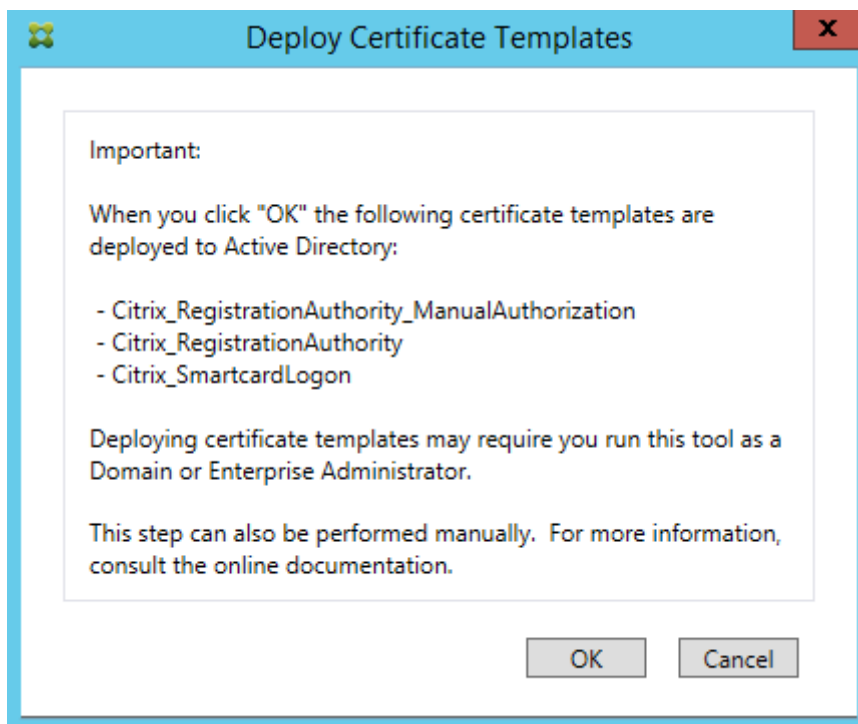 Deploy Certificate Templates
x
Important:
When you click "OK" the following certificate templates are
deployed to Active Directory:
- Citrix_RegistrationAuthority_ManualAuthorization
- Citrix_RegistrationAuthority
- Citrix_SmartcardLogon
Deploying certificate templates may require you run this tool as a
Domain or Enterprise Administrator.
This step can also be performed manually.  For more information,
consult the online documentation.
OK
Cancel